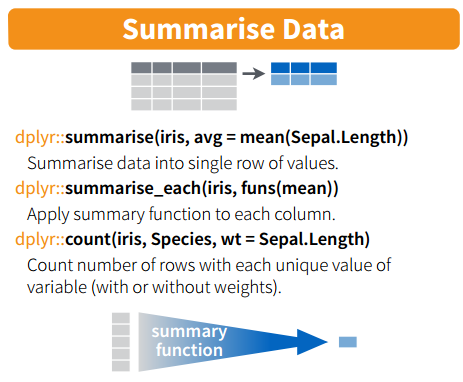 Summarise Data
dplyr::summarise(iris, avg = mean(Sepal.Length))
Summarise data into single row of values.
dplyr::summarise_each(iris, funs(mean))
Apply summary function to each column.
dplyr::count(iris, Species, wt = Sepal.Length)
Count number of rows with each unique value of
variable (with or without weights).
summary
function